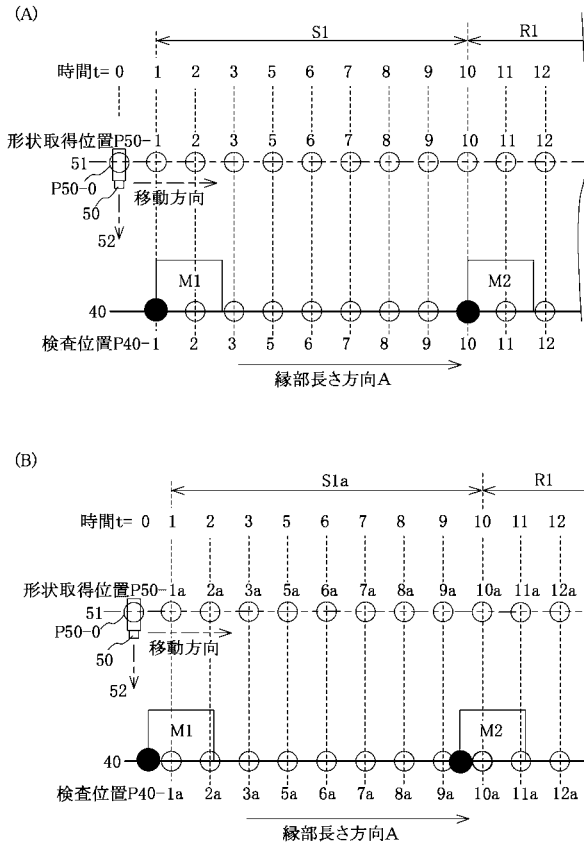 (A)
S1 R1
時間t= 0 1 2 3 5 6 7 8 9 10 11 12
形状取得位置P50-1 2 3 5 6 7 8 9 10 11 12
51
P50-0
50
移動方向
52
M1 M2
40
検査位置P40-1 2 3 5 6 7 8 9 10 11 12
縁部長さ方向A
(B)
S1a R1
時間t= 0 1 2 3 5 6 7 8 9 10 11 12
形状取得位置P50-1a 2a 3a 5a 6a 7a 8a 9a 10a 11a 12a
51
P50-0
50
移動方向
52
M1 M2
40
検査位置P40-1a 2a 3a 5a 6a 7a 8a 9a 10a 11a 12a
縁部長さ方向A